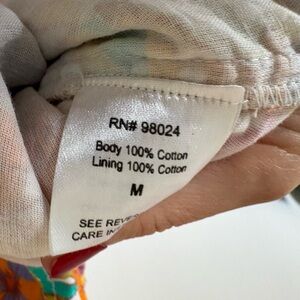 RN# 98024
Body 100% Cotton
Lining 100% Cotton
M
SEE
CARE